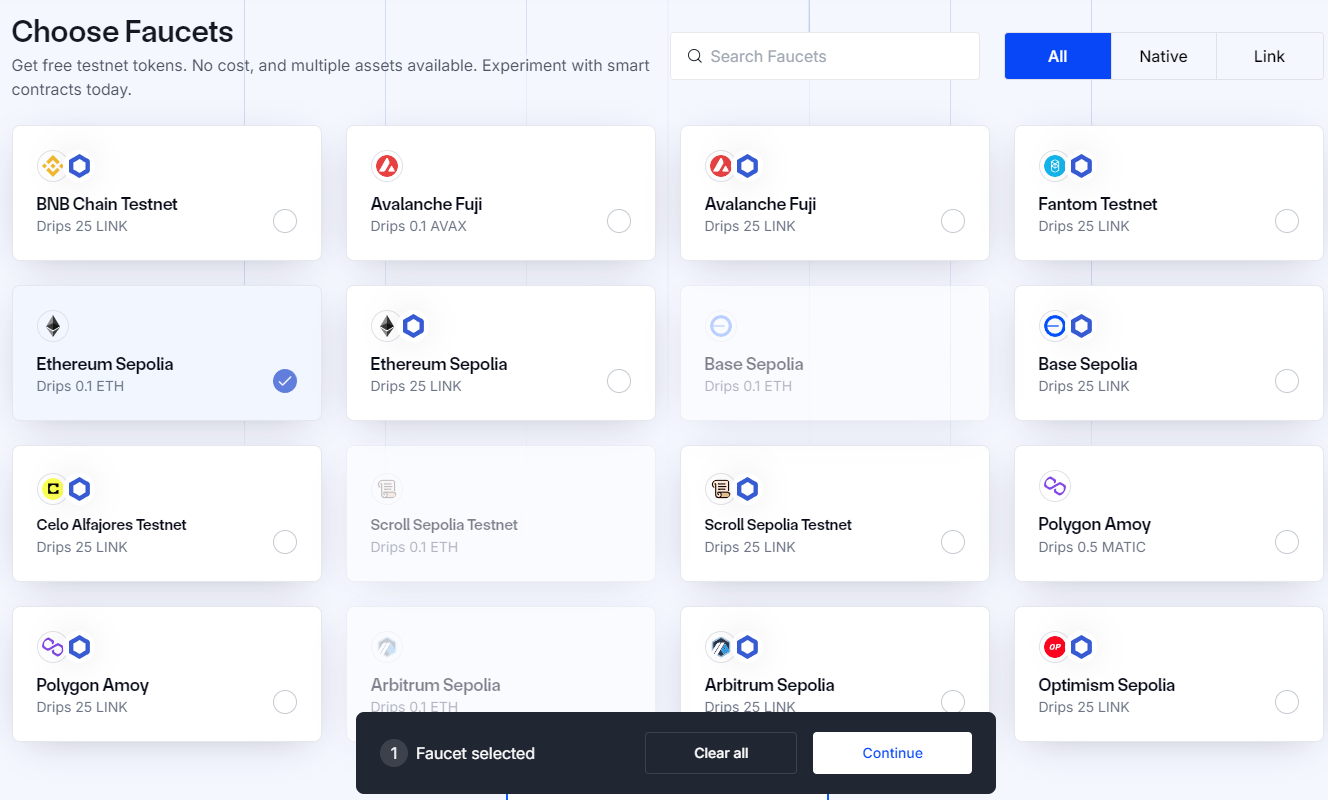 Choose Faucets
Get free testnet tokens. No cost, and multiple assets available. Experiment with smart
contracts today.
Search Faucets
All
Native
Link
BNB Chain Testnet
Drips 25 LINK
Avalanche Fuji
Drips 0.1 AVAX
Avalanche Fuji
Drips 25 LINK
Fantom Testnet
Drips 25 LINK
Ethereum Sepolia
Drips 0.1 ETH
Ethereum Sepolia
Drips 25 LINK
Base Sepolia
Drips 0.1 ETH
Base Sepolia
Drips 25 LINK
Celo Alfajores Testnet
Drips 25 LINK
Scroll Sepolia Testnet
Drips 0.1 ETH
Scroll Sepolia Testnet
Drips 25 LINK
Polygon Amoy
Drips 0.5 MATIC
Polygon Amoy
Drips 25 LINK
Arbitrum Sepolia
Drips 0.1 ETH
Arbitrum Sepolia
Drips 25 LINK
OP
Optimism Sepolia
Drips 25 LINK
1 Faucet selected
Clear all
Continue